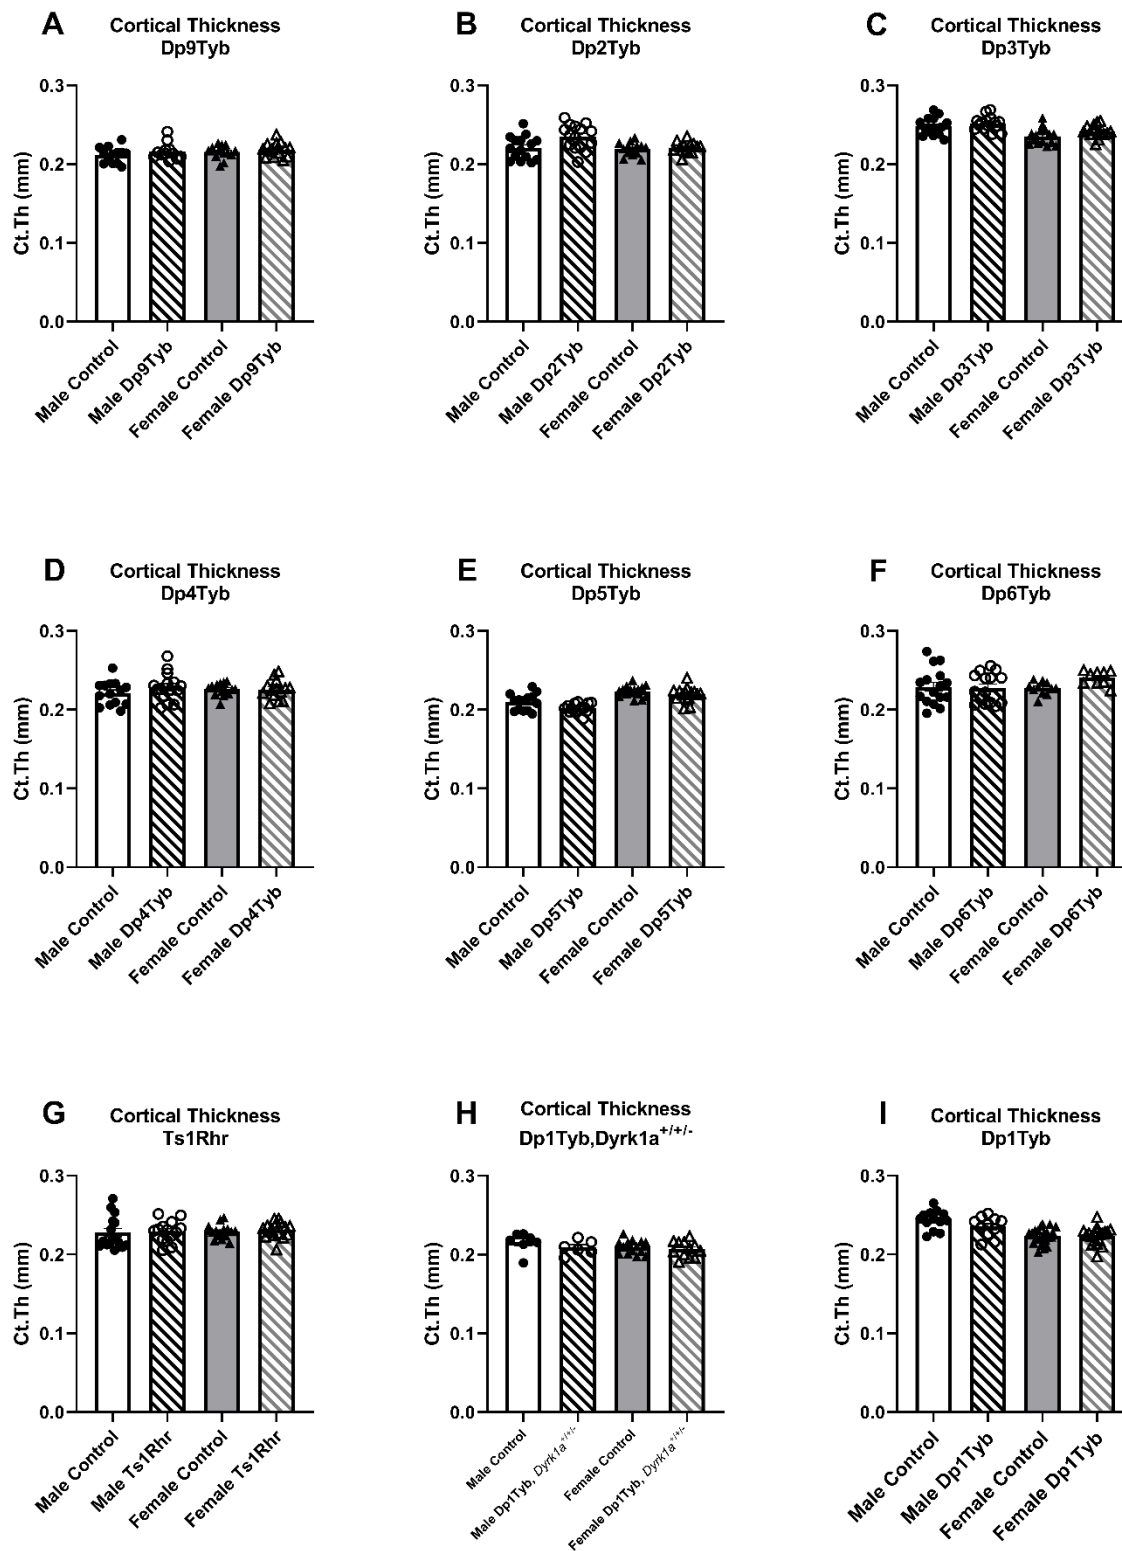 A
Cortical Thickness
Dp9Tyb
Ct.Th (mm)
0.3
0.2
0.1
0.0
Male Control
Male Dp9Tyb
Female Control
Female Dp9Tyb
B
Cortical Thickness
Dp2Tyb
Ct.Th (mm)
0.3
0.2
0.1
0.0
Male Control
Male Dp2Tyb
Female Control
Female Dp2Tyb
C
Cortical Thickness
Dp3Tyb
Ct.Th (mm)
0.3
0.2
0.1
0.0
Male Control
Male Dp3Tyb
Female Control
Female Dp3Tyb
D
Cortical Thickness
Dp4Tyb
Ct.Th (mm)
0.3
0.2
0.1
0.0
Male Control
Male Dp4Tyb
Female Control
Female Dp4Tyb
E
Cortical Thickness
Dp5Tyb
Ct.Th (mm)
0.3
0.2
0.1
0.0
Male Control
Male Dp5Tyb
Female Control
Female Dp5Tyb
F
Cortical Thickness
Dp6Tyb
Ct.Th (mm)
0.3
0.2
0.1
0.0
Male Control
Male Dp6Tyb
Female Control
Female Dp6Tyb
G
Cortical Thickness
Ts1Rhr
Ct.Th (mm)
0.3
0.2
0.1
0.0
Male Control
Male Ts1Rhr
Female Control
Female Ts1Rhr
H
Cortical Thickness
Dp1Tyb,Dyrk1a+/+/-
Ct.Th (mm)
0.3
0.2
0.1
0.0
Male Control
Male Dp1Tyb, Dyrk1a+/+/-
Female Control
Female Dp1Tyb, Dyrk1a+/+/-
I
Cortical Thickness
Dp1Tyb
Ct.Th (mm)
0.3
0.2
0.1
0.0
Male Control
Male Dp1Tyb
Female Control
Female Dp1Tyb